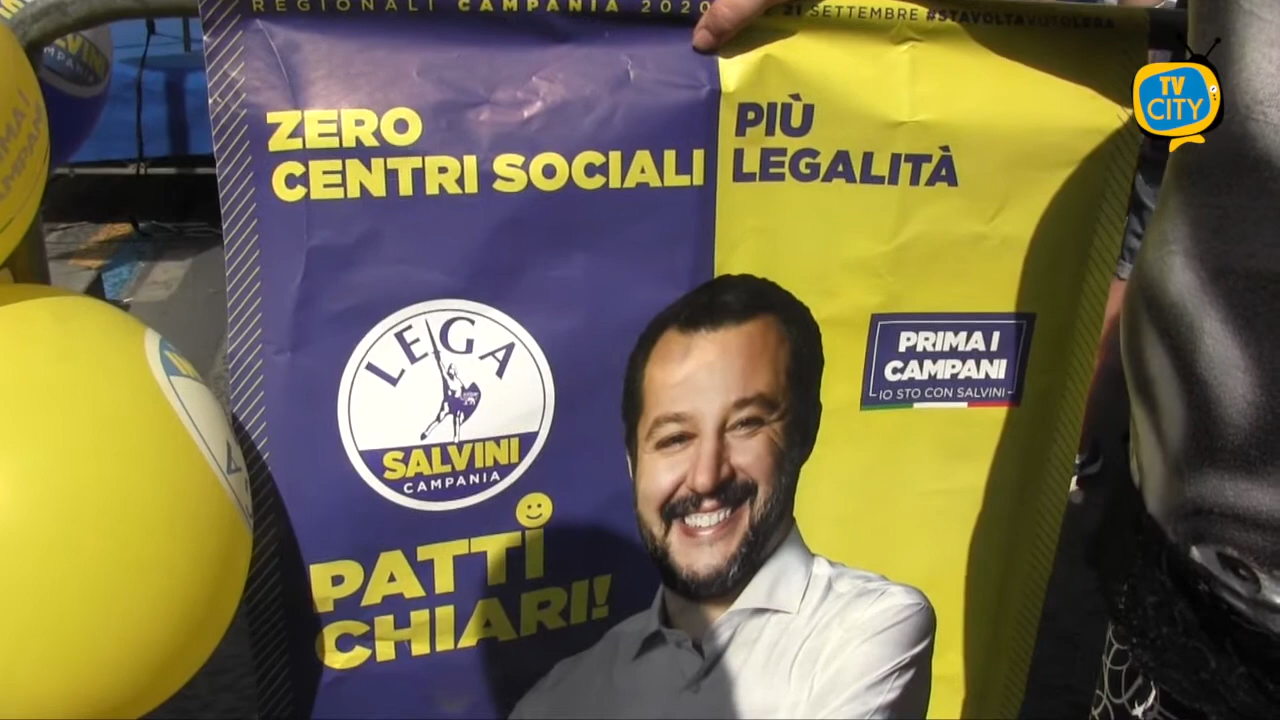 REGIONALI CAMPANIA 2020
21 SETTEMBRE #STAVOLTAVOTOLEGA
TV
CITY
ZERO
CENTRI SOCIALI
PIÙ
LEGALITÀ
LEGA
SALVINI
CAMPANIA
PRIMA I
CAMPANI
IO STO CON SALVINI
PATTI
CHIARI!